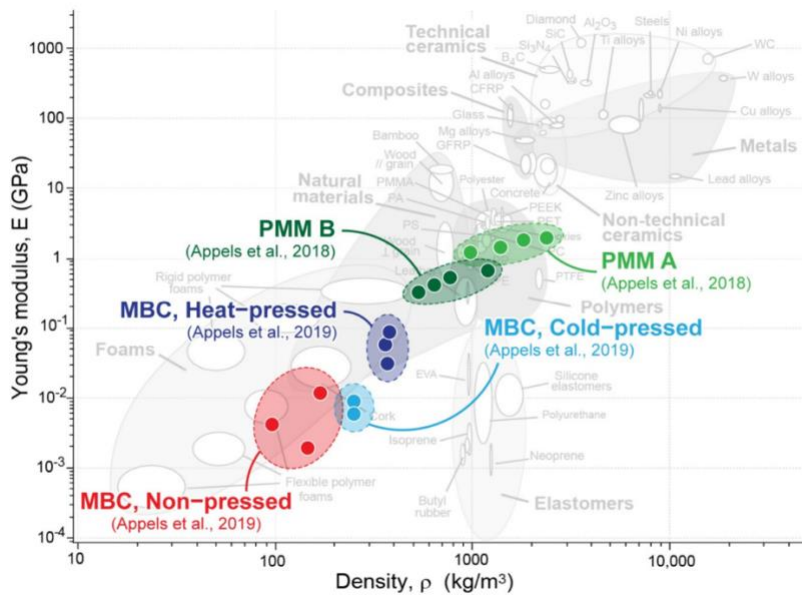 Young's modulus, E (GPa)
1000
100
10
1
0.1
10⁻²
10⁻³
10⁻⁴
10
100
1000
10,000
Density, ρ (kg/m³)
Technical
ceramics
Diamond
SiC
Si₃N₄
B₄C
Al₂O₃
Ti alloys
Steels
Ni alloys
WC
W alloys
Cu alloys
Metals
Lead alloys
Zinc alloys
Composites
Al alloys
CFRP
Glass
Mg alloys
GFRP
Bamboo
Wood
// grain
Natural
materials
PMMA
PA
PS
Polyester
Concrete
PEEK
PET
Non-technical
ceramics
Wood
⊥ grain
PTFE
Polymers
PMM B
(Appels et al., 2018)
PMM A
(Appels et al., 2018)
Rigid polymer
foams
MBC, Heat-pressed
(Appels et al., 2019)
MBC, Cold-pressed
(Appels et al., 2019)
Foams
Cork
EVA
Silicone
elastomers
Polyurethane
Isoprene
Neoprene
Butyl
rubber
Elastomers
Flexible polymer
foams
MBC, Non-pressed
(Appels et al., 2019)